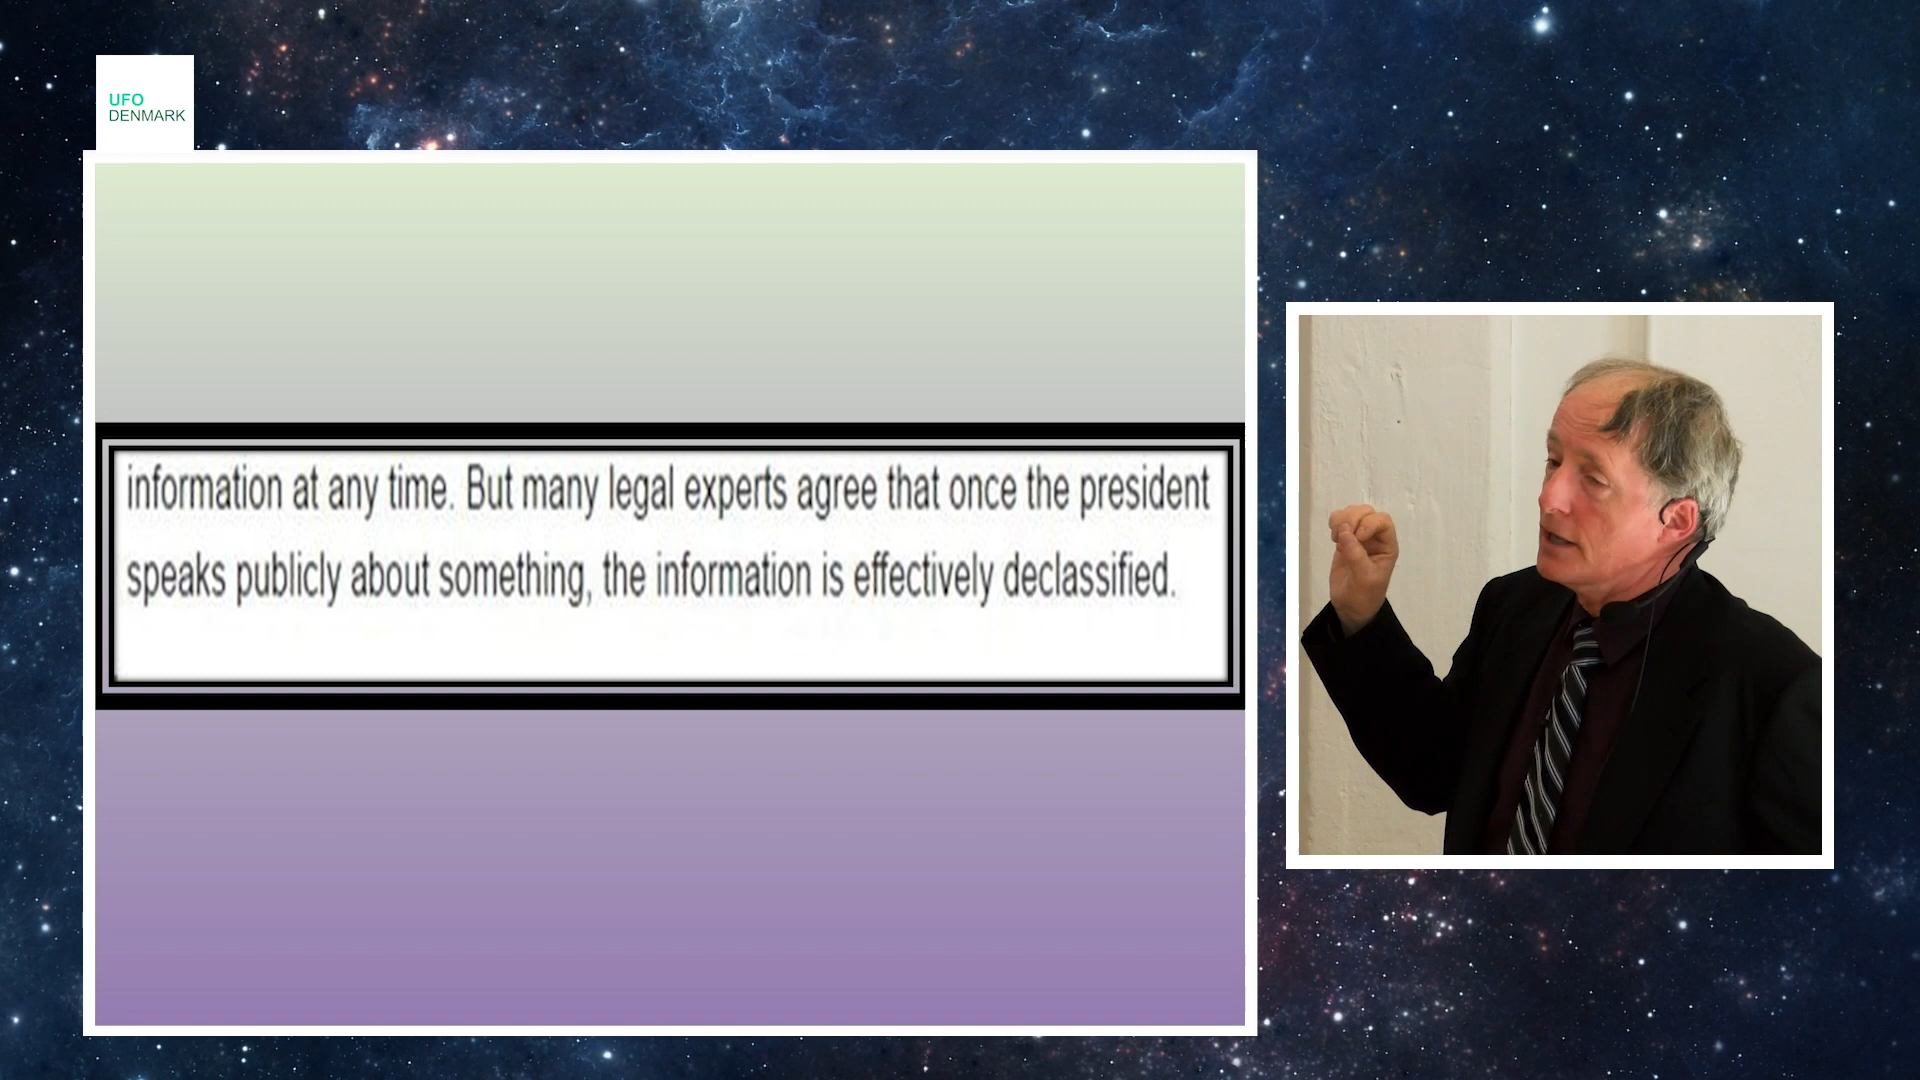 UFO
DENMARK
information at any time. But many legal experts agree that once the president
speaks publicly about something, the information is effectively declassified.